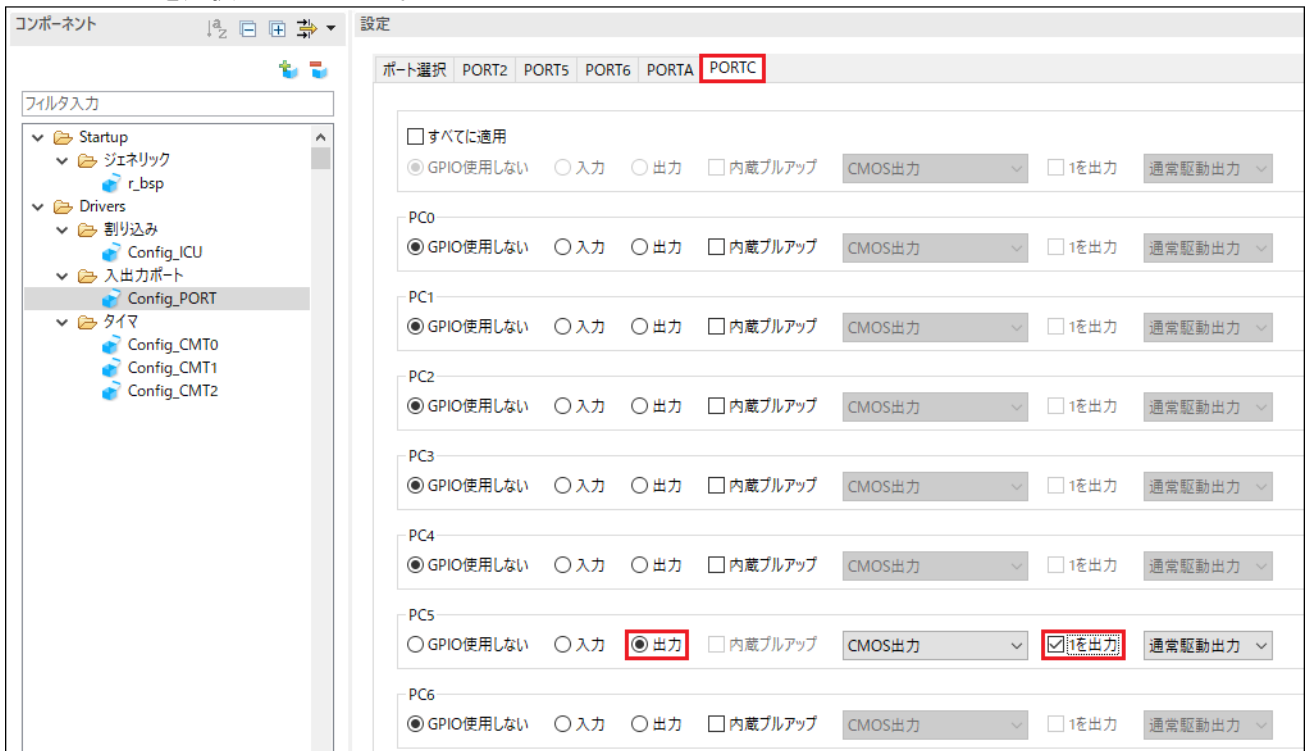 コンポーネント
設定
フィルタ入力
Startup
ジェネリック
r_bsp
Drivers
割り込み
Config_ICU
入出力ポート
Config_PORT
タイマ
Config_CMT0
Config_CMT1
Config_CMT2
ポート選択 PORT2 PORT5 PORT6 PORTA PORTC
すべてに適用
GPIO使用しない 入力 出力 内蔵プルアップ CMOS出力 1を出力 通常駆動出力
PC0
GPIO使用しない 入力 出力 内蔵プルアップ CMOS出力 1を出力 通常駆動出力
PC1
GPIO使用しない 入力 出力 内蔵プルアップ CMOS出力 1を出力 通常駆動出力
PC2
GPIO使用しない 入力 出力 内蔵プルアップ CMOS出力 1を出力 通常駆動出力
PC3
GPIO使用しない 入力 出力 内蔵プルアップ CMOS出力 1を出力 通常駆動出力
PC4
GPIO使用しない 入力 出力 内蔵プルアップ CMOS出力 1を出力 通常駆動出力
PC5
GPIO使用しない 入力 出力 内蔵プルアップ CMOS出力 1を出力 通常駆動出力
PC6
GPIO使用しない 入力 出力 内蔵プルアップ CMOS出力 1を出力 通常駆動出力